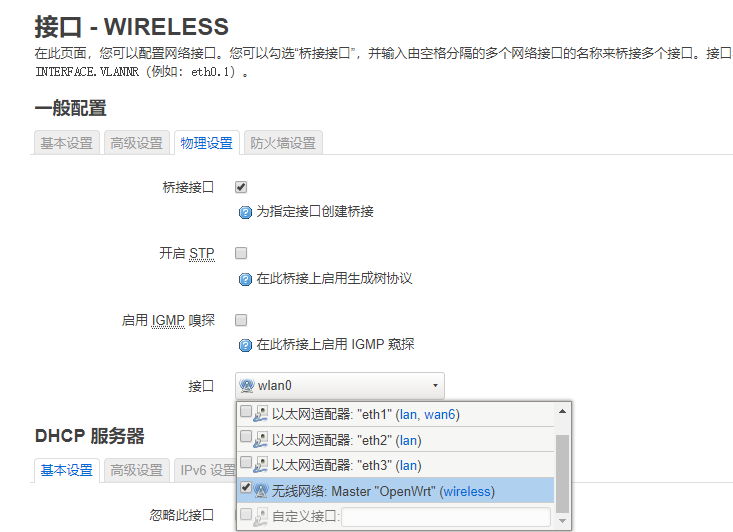 接口 - WIRELESS
在此页面，您可以配置网络接口。您可以勾选“桥接接口”，并输入由空格分隔的多个网络接口的名称来桥接多个接口。接口
INTERFACE.VLANNR（例如：eth0.1）。
一般配置
基本设置 高级设置 物理设置 防火墙设置
桥接接口
为指定接口创建桥接
开启 STP
在此桥接上启用生成树协议
启用 IGMP 嗅探
在此桥接上启用 IGMP 窥探
接口 wlan0
以太网适配器: "eth1" (lan, wan6)
DHCP 服务器
以太网适配器: "eth2" (lan)
以太网适配器: "eth3" (lan)
基本设置 高级设置 IPv6 设置
无线网络: Master "OpenWrt" (wireless)
忽略此接口
自定义接口: